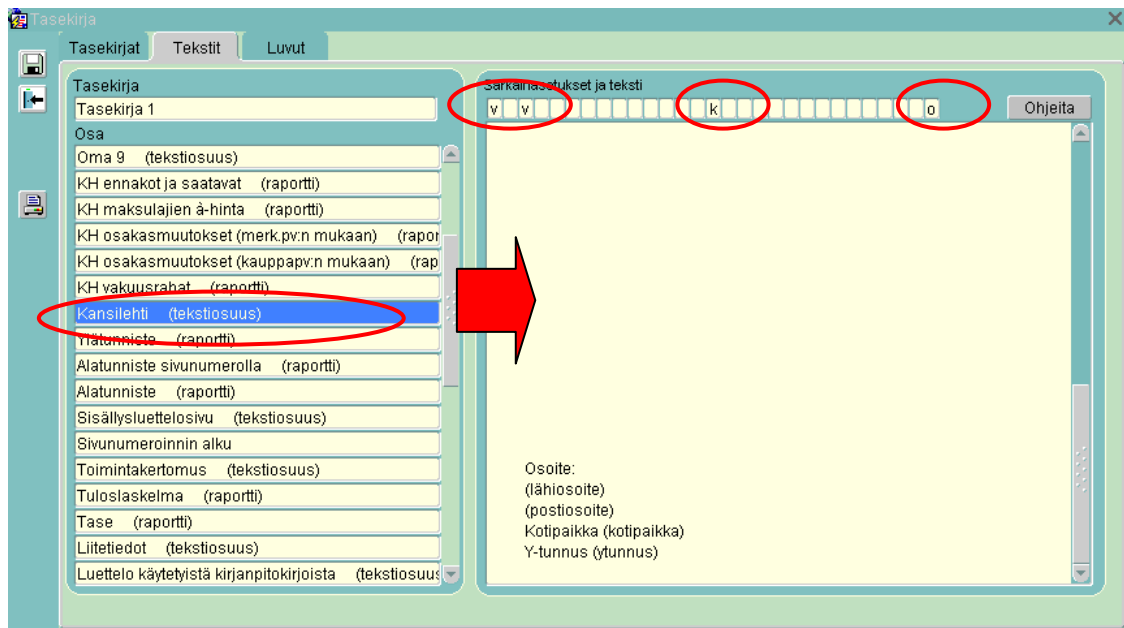 Tasekirja
Tasekirjat
Tekstit
Luvut
Tasekirja
Tasekirja 1
Osa
Oma 9 (tekstiosuus)
KH ennakot ja saatavat (raportti)
KH maksulajien à-hinta (raportti)
KH osakasmuutokset (merk.pv:n mukaan) (rapor
KH osakasmuutokset (kauppapv:n mukaan) (rap
KH vakuusrahat (raportti)
Kansilehti (tekstiosuus)
Ylätunniste (raportti)
Alatunniste sivunumerolla (raportti)
Alatunniste (raportti)
Sisällysluettelosivu (tekstiosuus)
Sivunumeroinnin alku
Toimintakertomus (tekstiosuus)
Tuloslaskelma (raportti)
Tase (raportti)
Liitetiedot (tekstiosuus)
Luettelo käytetyistä kirjanpitokirjoista (tekstiosuus
Sarkainasetukset ja teksti
v v k o
Ohjeita
Osoite:
(lähiosoite)
(postiosoite)
Kotipaikka (kotipaikka)
Y-tunnus (ytunnus)